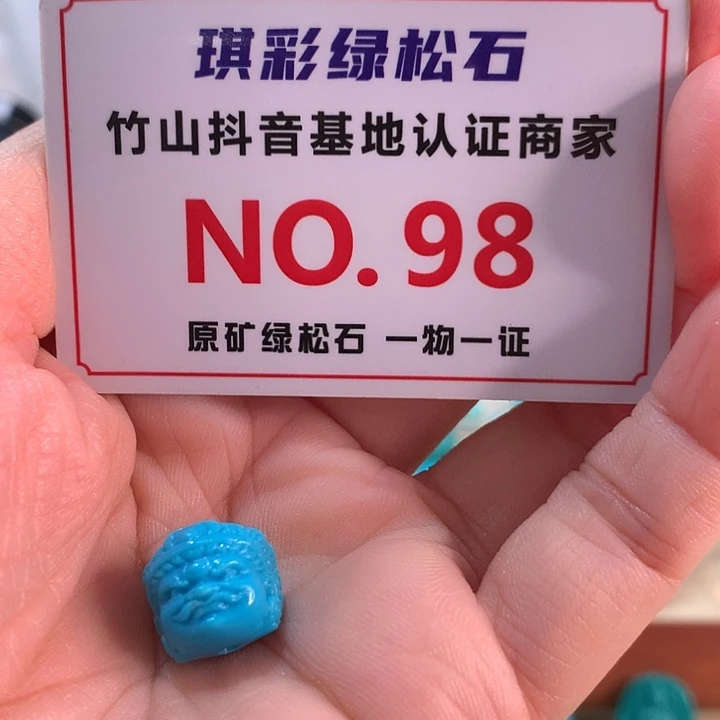 琪彩绿松石
竹山抖音基地认证商家
NO.98
原矿绿松石 一物一证